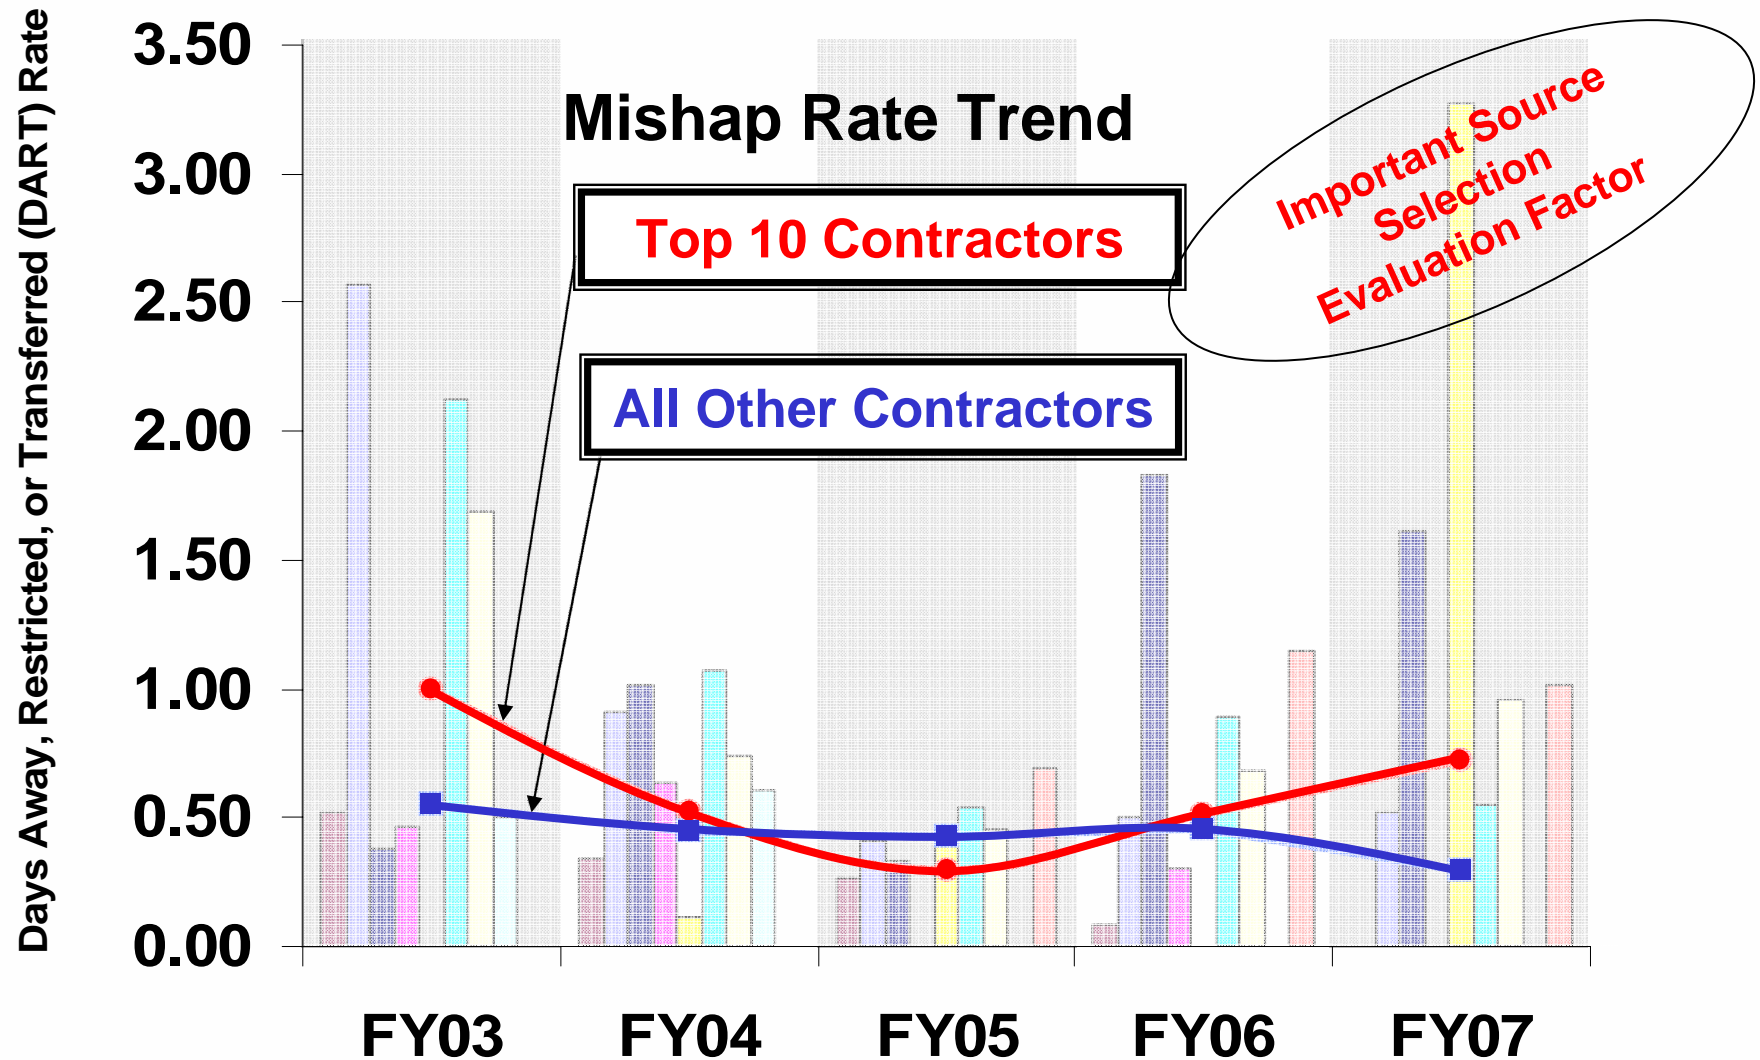 Days Away, Restricted, or Transferred (DART) Rate
3.50
3.00
2.50
2.00
1.50
1.00
0.50
0.00
Mishap Rate Trend
Top 10 Contractors
All Other Contractors
Important Source
Selection
Evaluation Factor
FY03
FY04
FY05
FY06
FY07